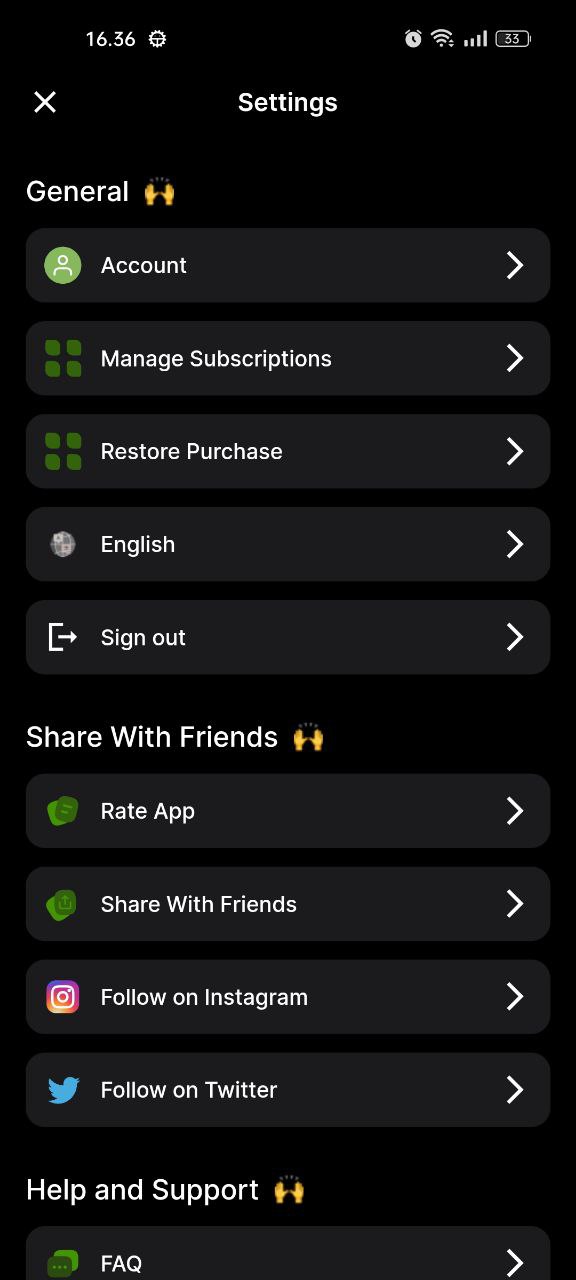 16.36
33
Settings
General 🙌
Account
Manage Subscriptions
Restore Purchase
English
Sign out
Share With Friends 🙌
Rate App
Share With Friends
Follow on Instagram
Follow on Twitter
Help and Support 🙌
FAQ